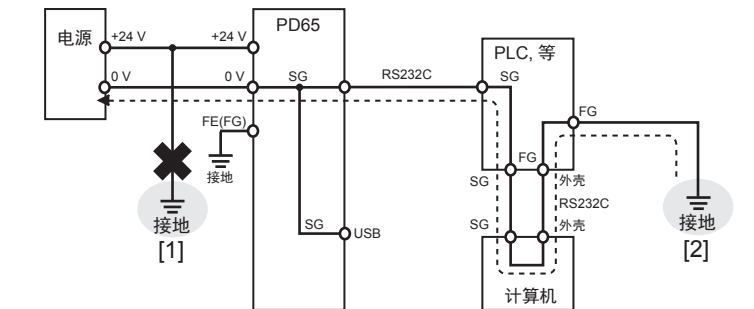 PD65
电源
+24 V
+24 V
PLC, 等
0 V
0 V
SG
RS232C
SG
FE(FG)
FG
接地
FG
SG
外壳
RS232C
接地
[1]
SG
USB
SG
外壳
接地
[2]
计算机